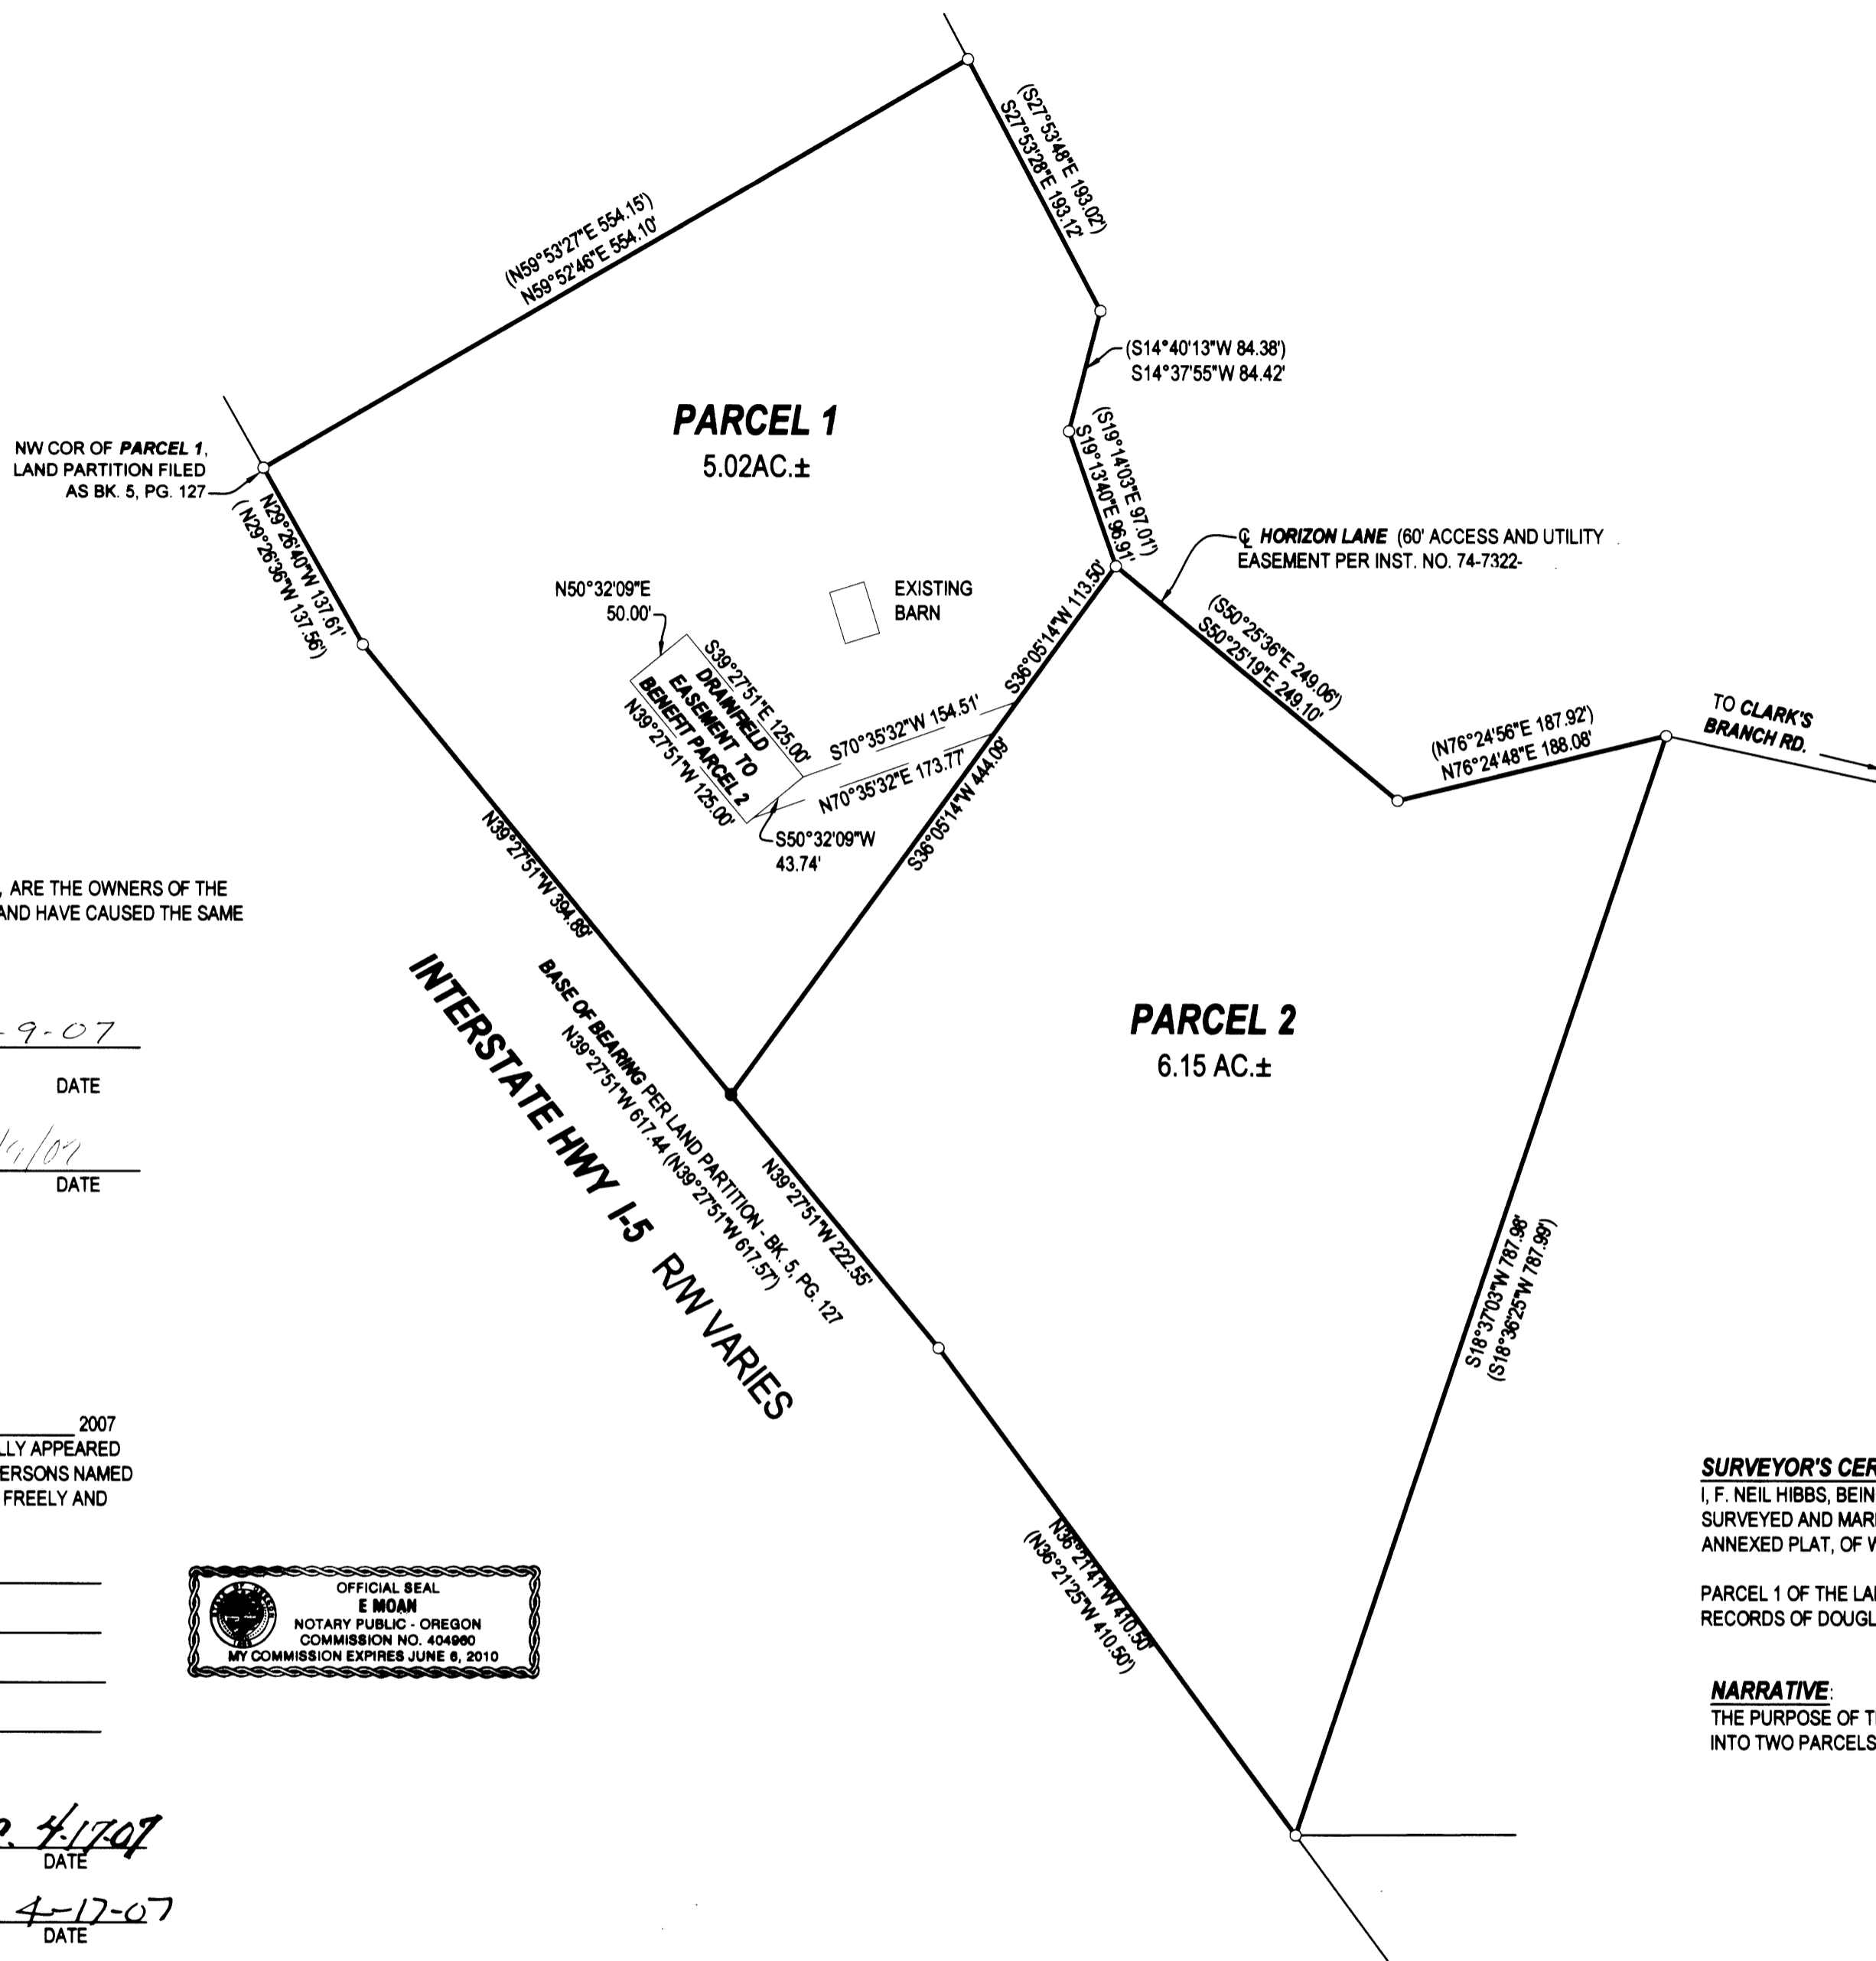 (S27°53'48"E 193.02')
S27°53'28"E 193.12'
(N59°53'27"E 554.15')
N59°52'46"E 554.10'
(S14°40'13"W 84.38')
S14°37'55"W 84.42'
PARCEL 1
5.02AC.±
NW COR OF PARCEL 1,
LAND PARTITION FILED
AS BK. 5, PG. 127
(S19°14'03"E 97.01')
S19°13'40"E 96.91'
N29°26'40"W 137.61'
( N29°26'36"W 137.56')
℄ HORIZON LANE (60' ACCESS AND UTILITY
EASEMENT PER INST. NO. 74-7322-
N50°32'09"E
50.00'
EXISTING
BARN
S36°05'14"W 113.50'
(S50°25'36"E 249.06')
S50°25'19"E 249.10'
S39°27'51"E 125.00'
DRAINFIELD
EASEMENT TO
BENEFIT PARCEL 2
N39°27'51"W 125.00'
S70°35'32"W 154.51'
N70°35'32"E 173.77'
S36°05'14"W 444.09'
S50°32'09"W
43.74'
(N76°24'56"E 187.92')
N76°24'48"E 188.08'
TO CLARK'S
BRANCH RD.
N39°27'51"W 394.89'
, ARE THE OWNERS OF THE
AND HAVE CAUSED THE SAME
INTERSTATE HWY I-5 R/W VARIES
BASE OF BEARING PER LAND PARTITION - BK. 5, PG. 127
N39°27'51"W 617.44 (N39°27'51"W 617.57')
N39°27'51"W 222.55'
PARCEL 2
6.15 AC.±
- 9-07
DATE
DATE
S18°37'03"W 787.98'
(S18°36'25"W 787.99')
2007
LLY APPEARED
ERSONS NAMED
FREELY AND
N36°21'41"W 410.50'
(N36°21'25"W 410.50')
OFFICIAL SEAL
E MOAN
NOTARY PUBLIC - OREGON
COMMISSION NO. 404960
MY COMMISSION EXPIRES JUNE 6, 2010
SURVEYOR'S CER
I, F. NEIL HIBBS, BEIN
SURVEYED AND MAR
ANNEXED PLAT, OF W
PARCEL 1 OF THE LA
RECORDS OF DOUGL
NARRATIVE:
THE PURPOSE OF T
INTO TWO PARCELS
4-17-07
DATE
4-17-07
DATE